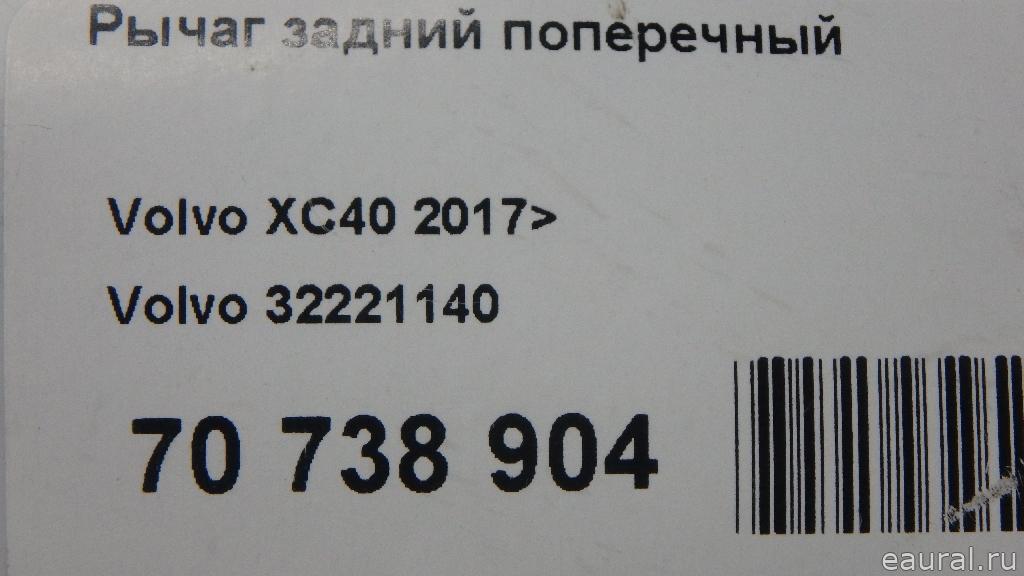 Рычаг задний поперечный
Volvo XC40 2017>
Volvo 32221140
70 738 904
eaural.ru